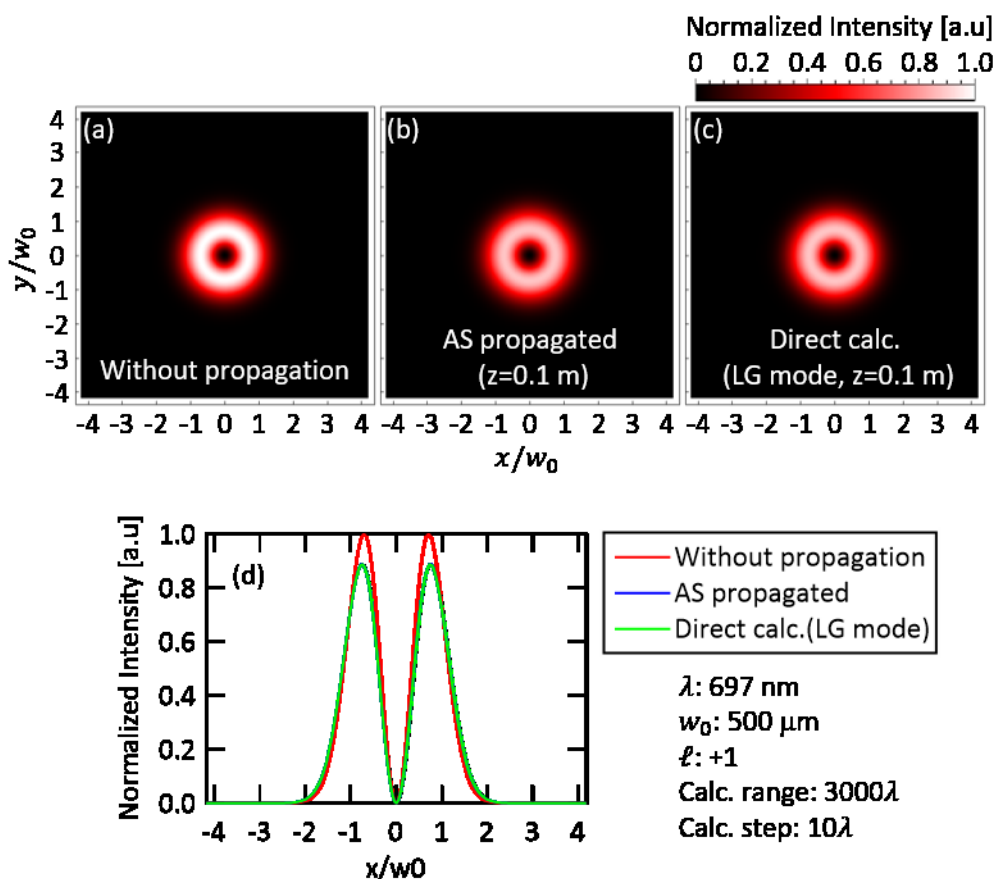 Normalized Intensity [a.u]
0 0.2 0.4 0.6 0.8 1.0
(a) (b) (c)
4
3
2
1
0
-1
-2
-3
-4
y/w₀
Without propagation
AS propagated
(z=0.1 m)
Direct calc.
(LG mode, z=0.1 m)
-4 -3 -2 -1 0 1 2 3 4 -4 -3 -2 -1 0 1 2 3 4 -4 -3 -2 -1 0 1 2 3 4
x/w₀
Normalized Intensity [a.u]
1.0
0.8
0.6
0.4
0.2
0.0
(d)
-4 -3 -2 -1 0 1 2 3 4
x/w0
Without propagation
AS propagated
Direct calc.(LG mode)
λ: 697 nm
w₀: 500 μm
ℓ: +1
Calc. range: 3000λ
Calc. step: 10λ